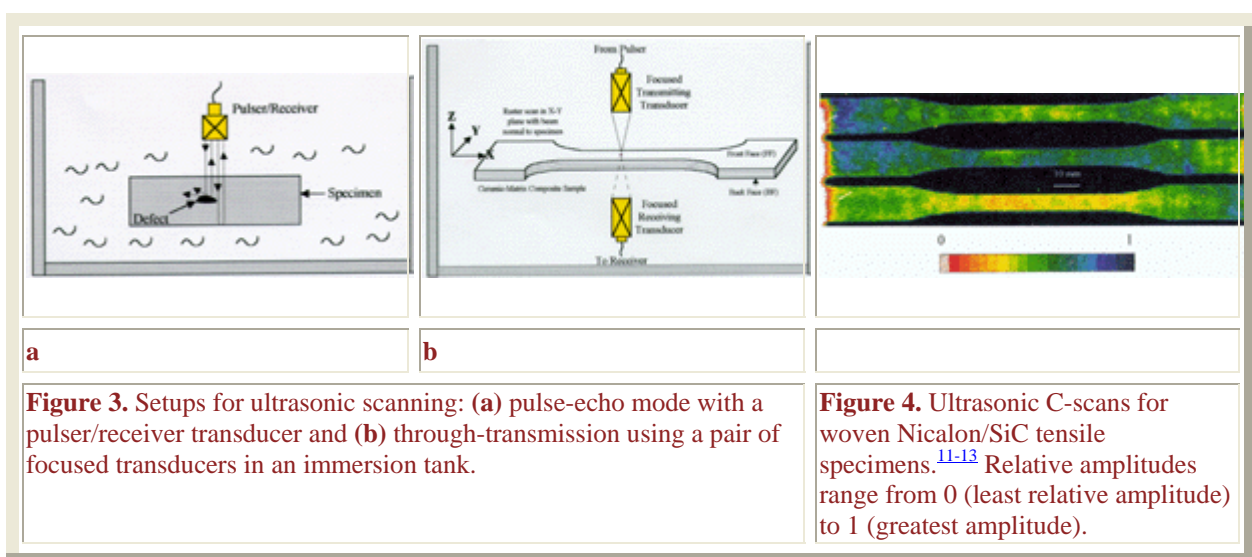 Pulser/Receiver
Specimen
Defect
From Pulser
Focused
Transmitting
Transducer
Raster scan in X-Y
plane with beam
normal to specimen
Z
Y
X
Front Face (FF)
Ceramic-Matrix Composite Sample
Back Face (BF)
Focused
Receiving
Transducer
To Receiver
10 mm
0 1
a b
Figure 3. Setups for ultrasonic scanning: (a) pulse-echo mode with a
pulser/receiver transducer and (b) through-transmission using a pair of
focused transducers in an immersion tank.
Figure 4. Ultrasonic C-scans for
woven Nicalon/SiC tensile
specimens.11-13 Relative amplitudes
range from 0 (least relative amplitude)
to 1 (greatest amplitude).